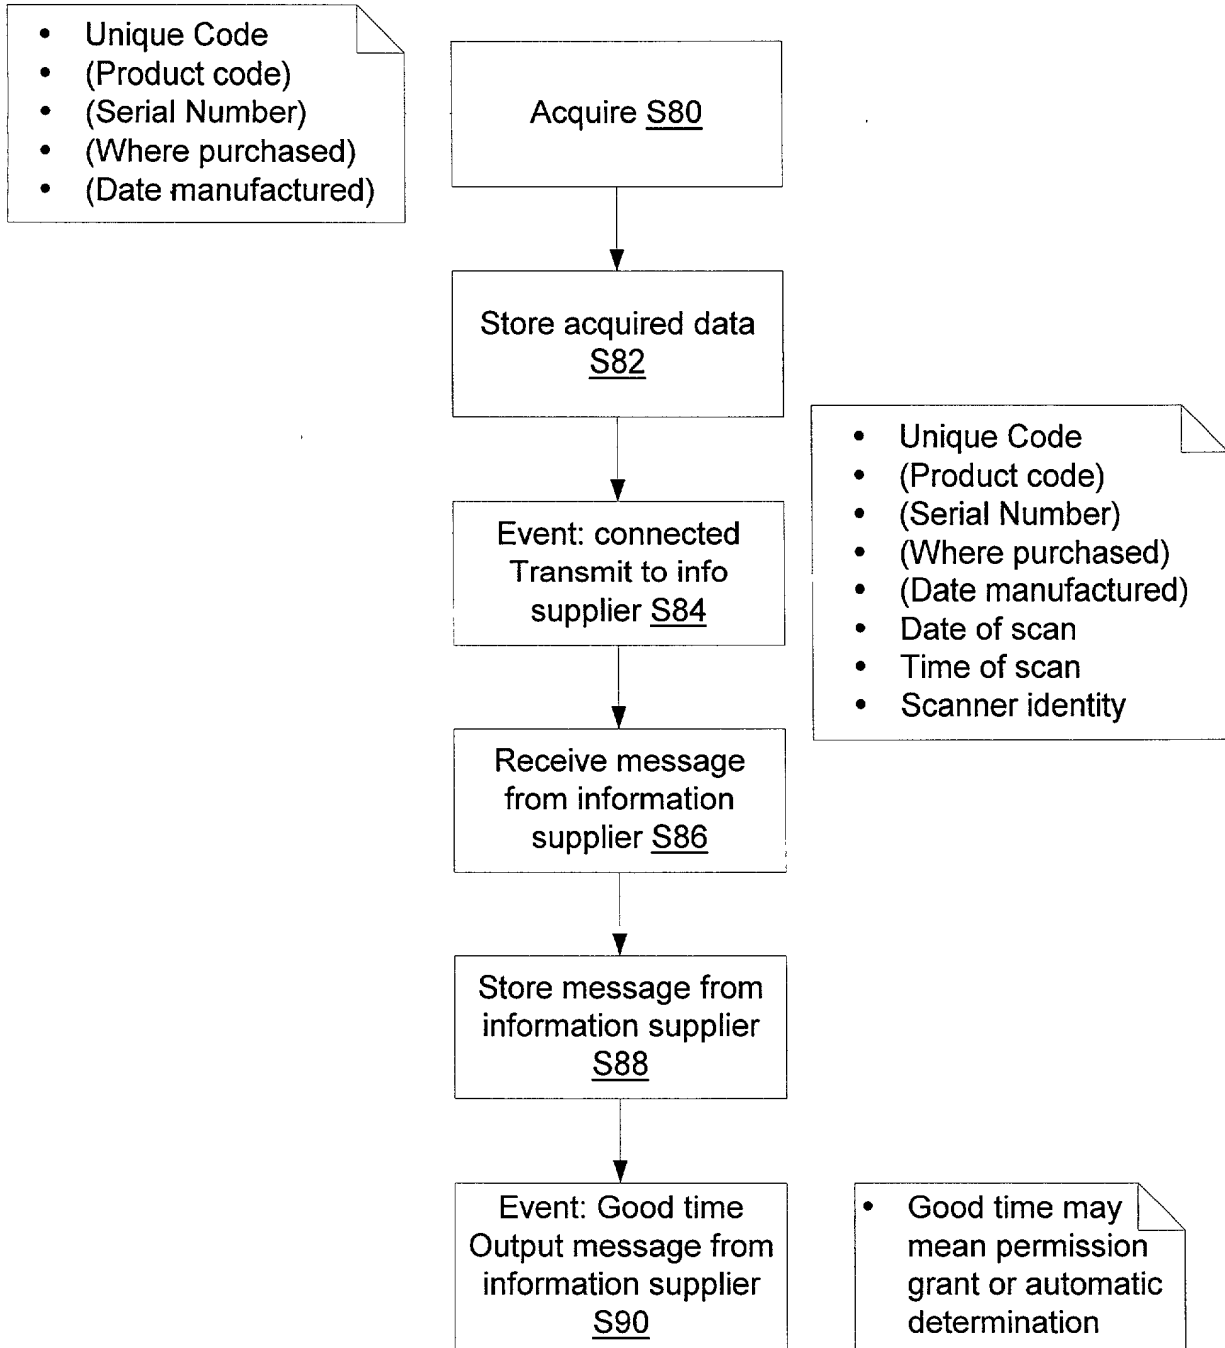 • Unique Code
• (Product code)
• (Serial Number)
• (Where purchased)
• (Date manufactured)
Acquire S80
Store acquired data
S82
Event: connected
Transmit to info
supplier S84
• Unique Code
• (Product code)
• (Serial Number)
• (Where purchased)
• (Date manufactured)
• Date of scan
• Time of scan
• Scanner identity
Receive message
from information
supplier S86
Store message from
information supplier
S88
Event: Good time
Output message from
information supplier
S90
• Good time may
mean permission
grant or automatic
determination